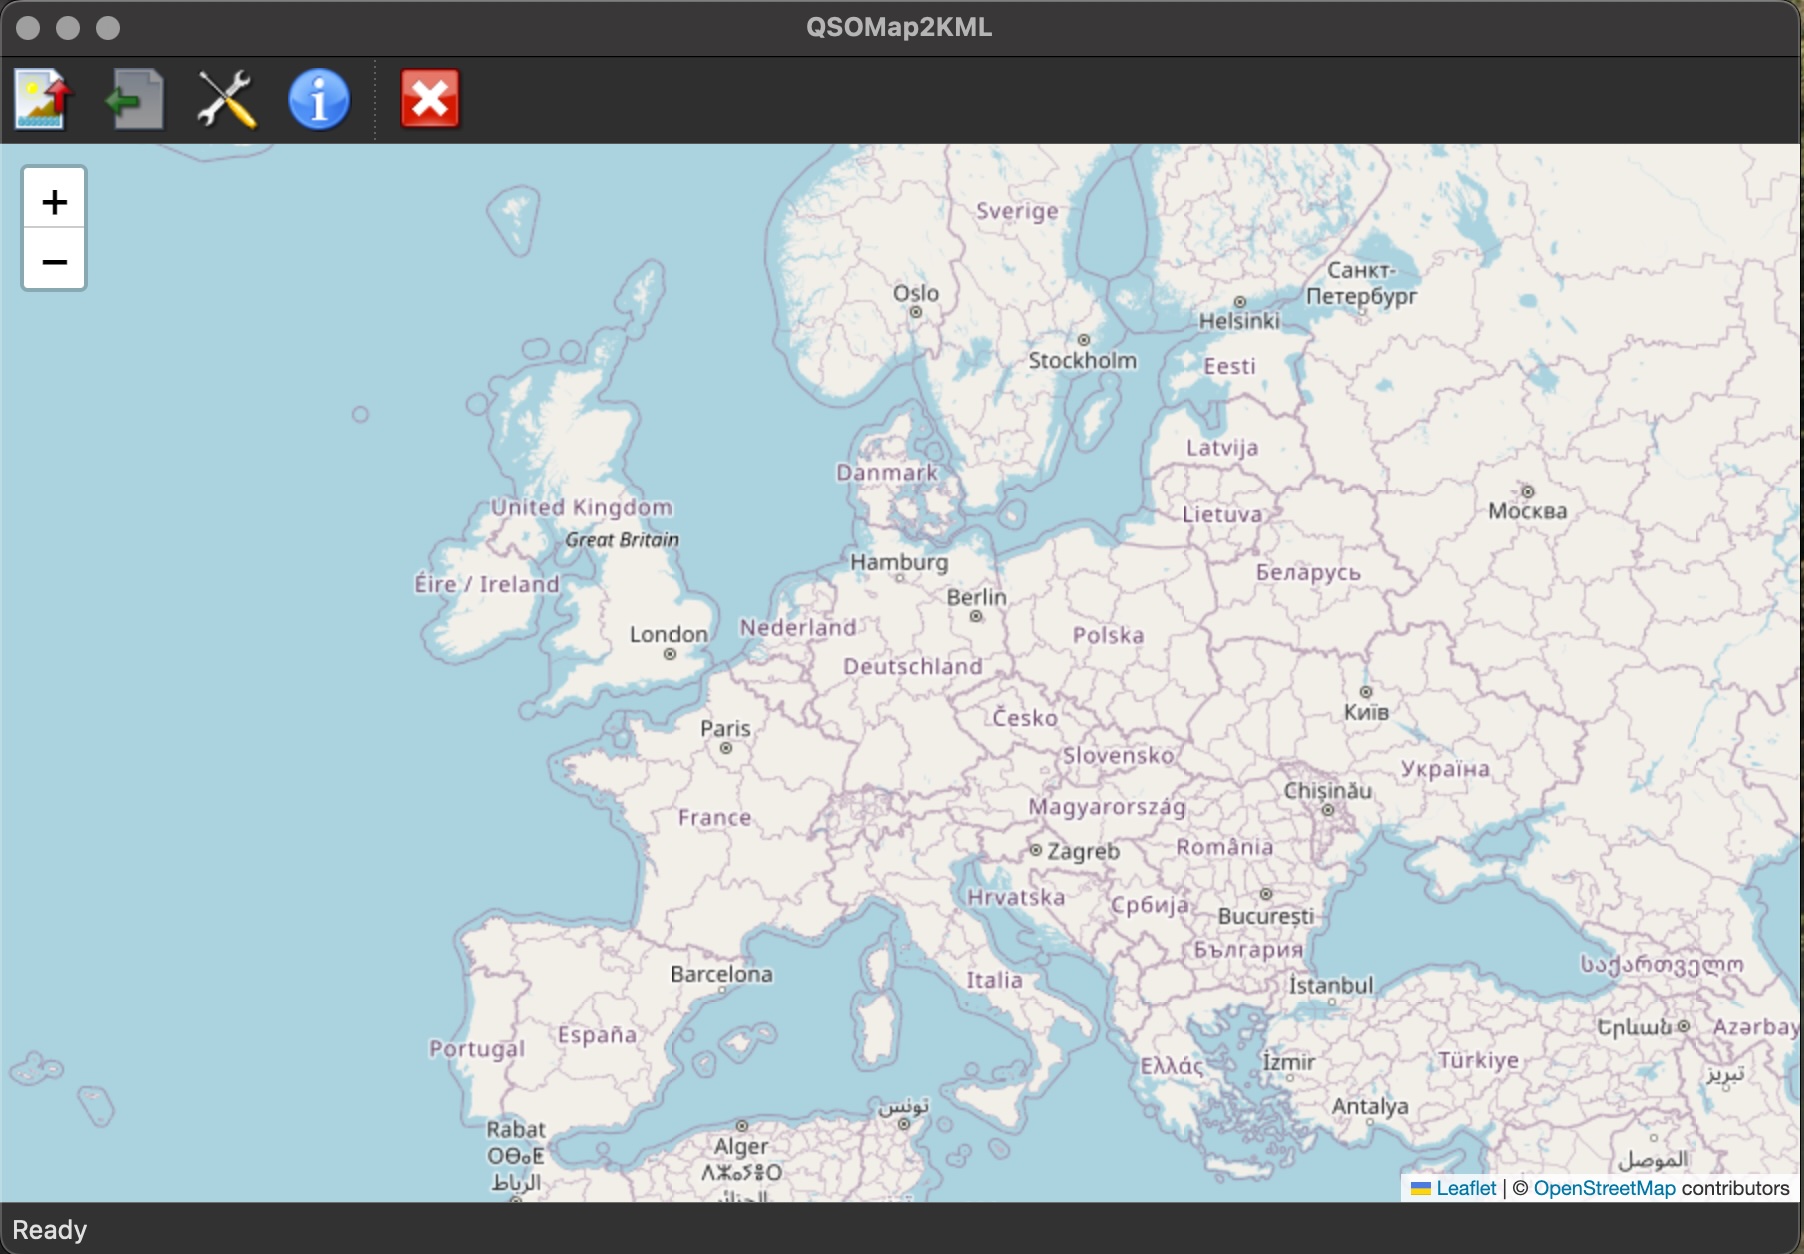 QSOMap2KML
+
−
Sverige
Oslo
Санкт-
Петербург
Helsinki
Stockholm
Eesti
Latvija
Danmark
Москва
United Kingdom
Lietuva
Great Britain
Hamburg
Беларусь
Éire / Ireland
Berlin
London
Nederland
Polska
Deutschland
Київ
Česko
Paris
Slovensko
Україна
Chișinău
Magyarország
France
România
Zagreb
Hrvatska
Србија
București
България
საქართველო
Barcelona
Italia
İstanbul
Երևան
Azərbay
España
Portugal
Ελλάς
İzmir
Türkiye
تبریز
تونس
Antalya
Rabat
ⵔⴱⴰⵟ
الرباط
Alger
ⴷⵣⴰⵢⴻⵔ
الجزائر
الموصل
Leaflet | © OpenStreetMap contributors
Ready